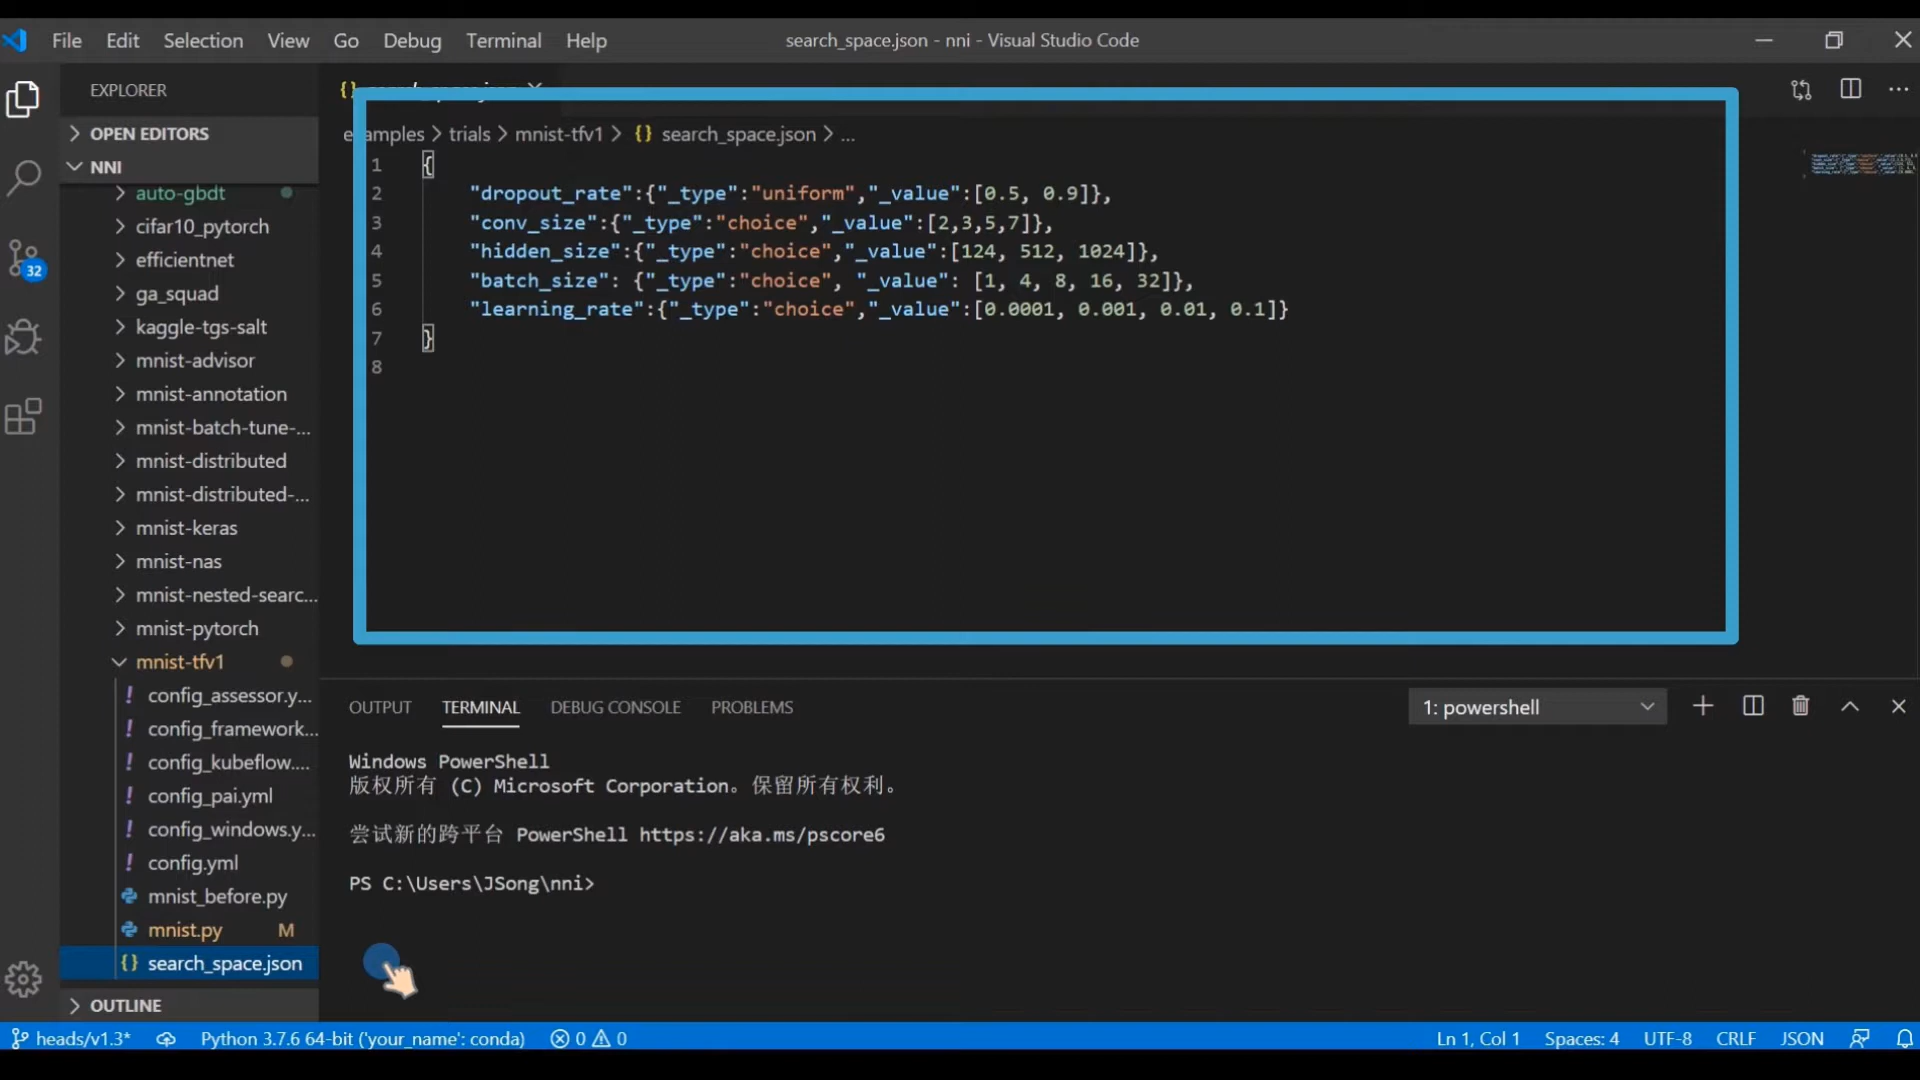 File Edit Selection View Go Debug Terminal Help
search_space.json - nni - Visual Studio Code
EXPLORER
OPEN EDITORS
NNI
auto-gbdt
cifar10_pytorch
efficientnet
ga_squad
kaggle-tgs-salt
mnist-advisor
mnist-annotation
mnist-batch-tune-...
mnist-distributed
mnist-distributed-...
mnist-keras
mnist-nas
mnist-nested-searc...
mnist-pytorch
mnist-tfv1
config_assessor.y...
config_framework...
config_kubeflow....
config_pai.yml
config_windows.y...
config.yml
mnist_before.py
mnist.py M
{} search_space.json
OUTLINE
32
trials > mnist-tfv1 > {} search_space.json > ...
1 {
2 "dropout_rate":{"_type":"uniform","_value":[0.5, 0.9]},
3 "conv_size":{"_type":"choice","_value":[2,3,5,7]},
4 "hidden_size":{"_type":"choice","_value":[124, 512, 1024]},
5 "batch_size": {"_type":"choice", "_value": [1, 4, 8, 16, 32]},
6 "learning_rate":{"_type":"choice","_value":[0.0001, 0.001, 0.01, 0.1]}
7 }
8
OUTPUT TERMINAL DEBUG CONSOLE PROBLEMS
1: powershell
Windows PowerShell
版权所有 (C) Microsoft Corporation。保留所有权利。
尝试新的跨平台 PowerShell https://aka.ms/pscore6
PS C:\Users\JSong\nni>
heads/v1.3* Python 3.7.6 64-bit ('your_name': conda) 0 0
Ln 1, Col 1 Spaces: 4 UTF-8 CRLF JSON